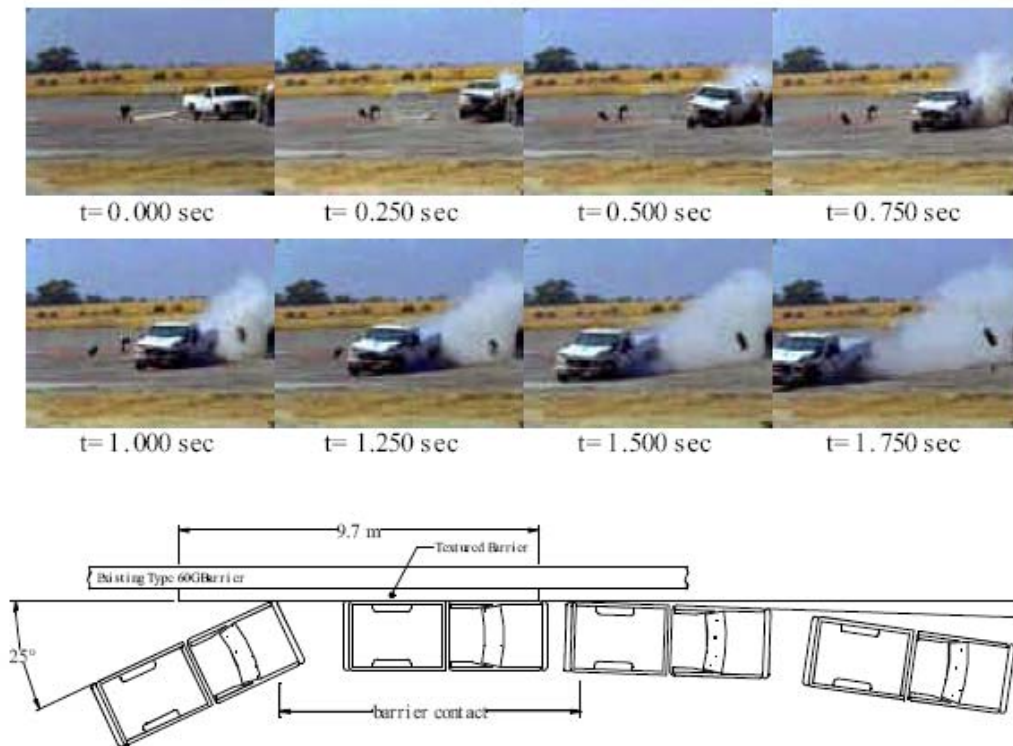 t= 0.000 sec
t= 0.250 sec
t= 0.500 sec
t= 0.750 sec
t= 1.000 sec
t= 1.250 sec
t= 1.500 sec
t= 1.750 sec
9.7 m
Textured Barrier
Existing Type 60G Barrier
25°
barrier contact